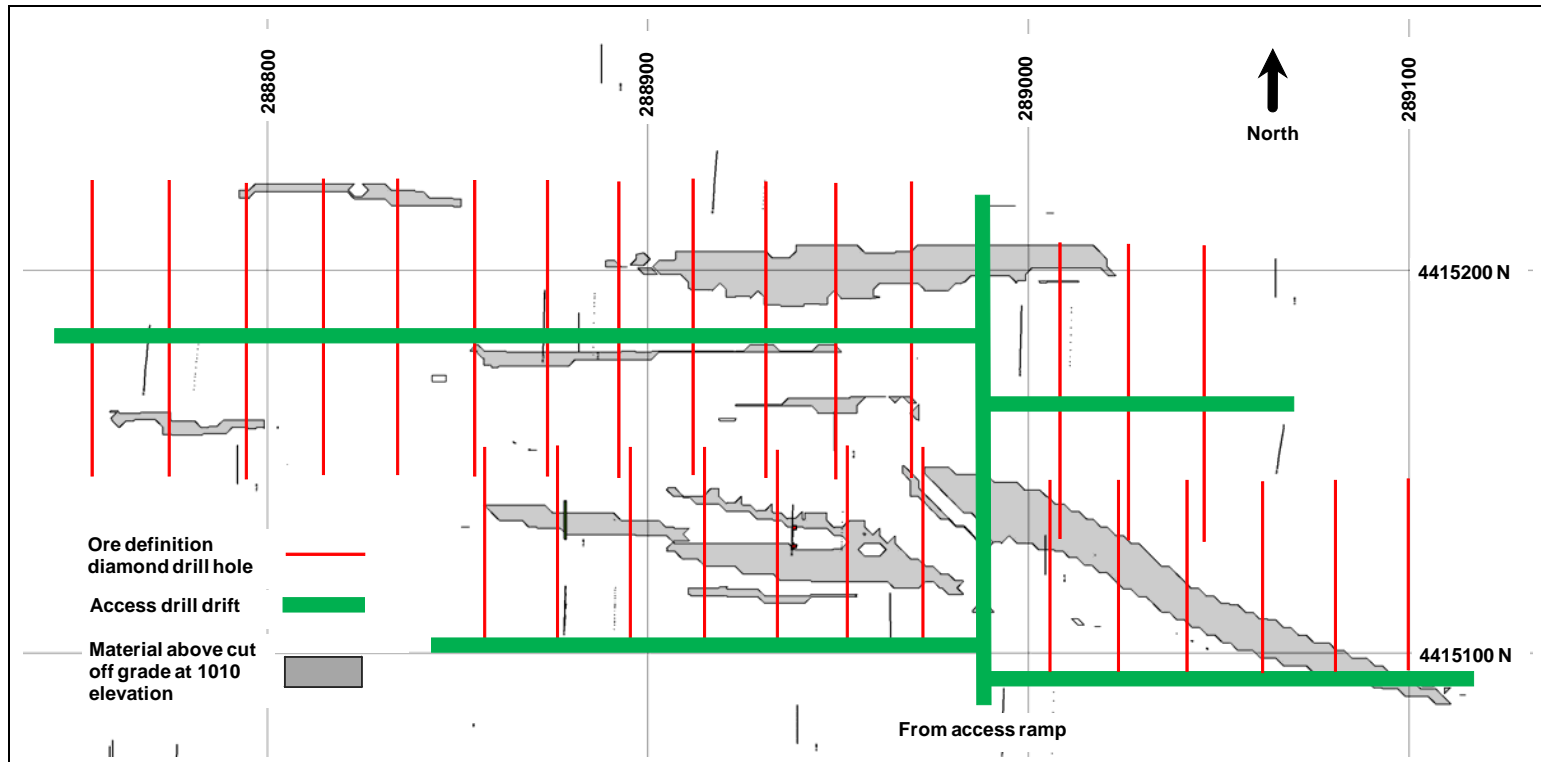 288800
288900
289000
289100
North
4415200 N
Ore definition
diamond drill hole
Access drill drift
Material above cut
off grade at 1010
elevation
4415100 N
From access ramp